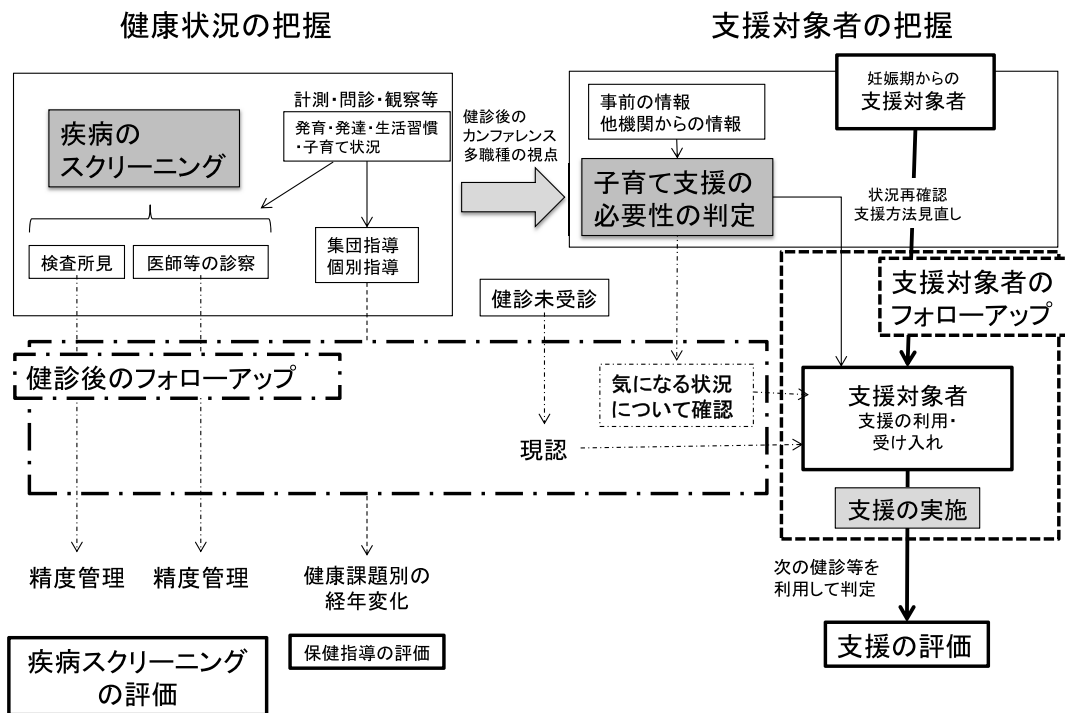 健康状況の把握
支援対象者の把握
計測・問診・観察等
疾病の
スクリーニング
発育・発達・生活習慣
・子育て状況
検査所見
医師等の診察
集団指導
個別指導
健診後の
カンファレンス
多職種の視点
事前の情報
他機関からの情報
子育て支援の
必要性の判定
妊娠期からの
支援対象者
状況再確認
支援方法見直し
支援対象者の
フォローアップ
健診未受診
健診後のフォローアップ
気になる状況
について確認
現認
支援対象者
支援の利用・
受け入れ
支援の実施
精度管理
精度管理
健康課題別の
経年変化
次の健診等を
利用して判定
疾病スクリーニング
の評価
保健指導の評価
支援の評価